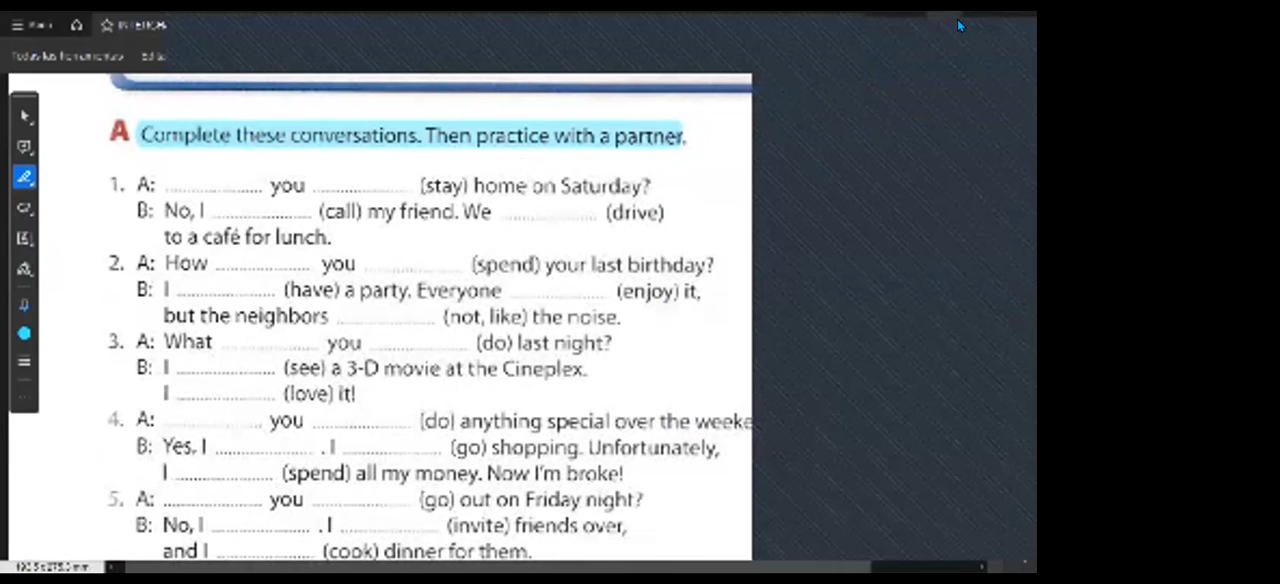 Menú
Todas las herramientas
A Complete these conversations. Then practice with a partner.
1. A: ............ you ............ (stay) home on Saturday?
B: No, I ............ (call) my friend. We ............ (drive)
to a café for lunch.
2. A: How ............ you ............ (spend) your last birthday?
B: I ............ (have) a party. Everyone ............ (enjoy) it,
but the neighbors ............ (not, like) the noise.
3. A: What ............ you ............ (do) last night?
B: I ............ (see) a 3-D movie at the Cineplex.
I ............ (love) it!
4. A: ............ you ............ (do) anything special over the weeke
B: Yes, I ............ . I ............ (go) shopping. Unfortunately,
I ............ (spend) all my money. Now I'm broke!
5. A: ............ you ............ (go) out on Friday night?
B: No, I ............ . I ............ (invite) friends over,
and I ............ (cook) dinner for them.